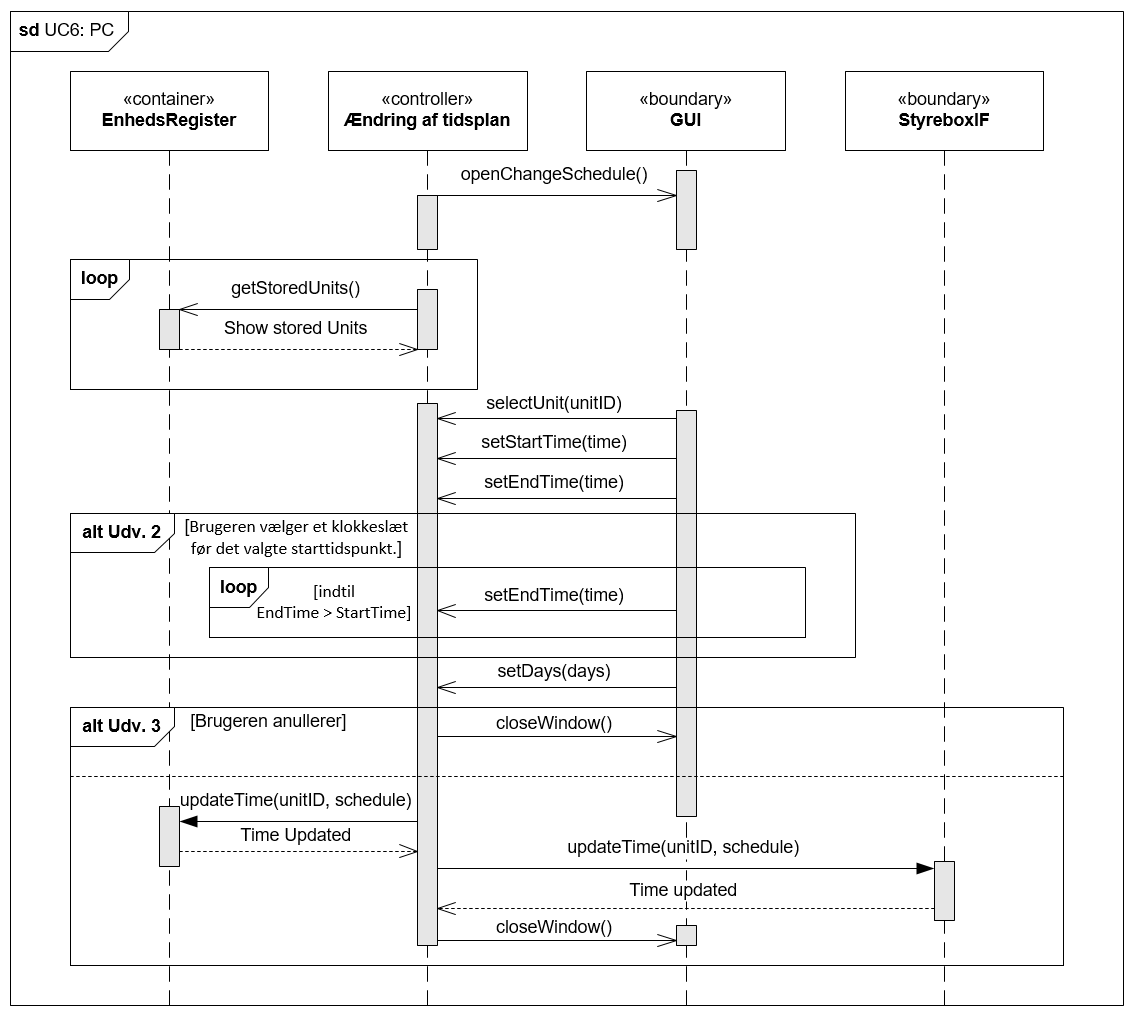 sd UC6: PC
«container»
EnhedsRegister
«controller»
Ændring af tidsplan
«boundary»
GUI
«boundary»
StyreboxIF
openChangeSchedule()
loop
getStoredUnits()
Show stored Units
selectUnit(unitID)
setStartTime(time)
setEndTime(time)
alt Udv. 2
[Brugeren vælger et klokkeslæt
før det valgte starttidspunkt.]
loop
[indtil
EndTime > StartTime]
setEndTime(time)
setDays(days)
alt Udv. 3
[Brugeren anullerer]
closeWindow()
updateTime(unitID, schedule)
Time Updated
updateTime(unitID, schedule)
Time updated
closeWindow()